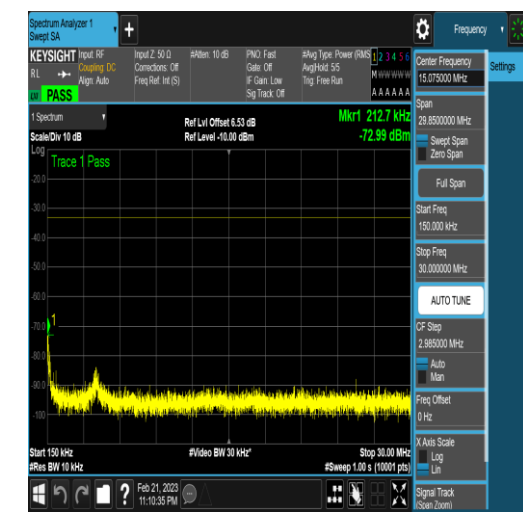 Spectrum Analyzer 1
Swept SA
Frequency
KEYSIGHT
RL
PASS
Input: RF
Coupling: DC
Align: Auto
Input Z: 50 Ω
Corrections: Off
Freq Ref: Int (S)
#Atten: 10 dB
PNO: Fast
Gate: Off
IF Gain: Low
Sig Track: Off
#Avg Type: Power (RMS
Avg|Hold: 5/5
Trig: Free Run
1 2 3 4 5 6
M W W W W W
A A A A A A
Center Frequency
15.075000 MHz
Settings
1 Spectrum
Scale/Div 10 dB
Ref Lvl Offset 6.53 dB
Ref Level -10.00 dBm
Mkr1 212.7 kHz
-72.99 dBm
Span
29.8500000 MHz
Swept Span
Zero Span
Log
Trace 1 Pass
-20.0
-30.0
-40.0
-50.0
-60.0
-70.0
-80.0
-90.0
-100
1
Full Span
Start Freq
150.000 kHz
Stop Freq
30.000000 MHz
AUTO TUNE
CF Step
2.985000 MHz
Auto
Man
Freq Offset
0 Hz
X Axis Scale
Log
Lin
Signal Track
(Span Zoom)
Start 150 kHz
#Res BW 10 kHz
#Video BW 30 kHz*
Stop 30.00 MHz
#Sweep 1.00 s (10001 pts)
?
Feb 21, 2023
11:10:35 PM